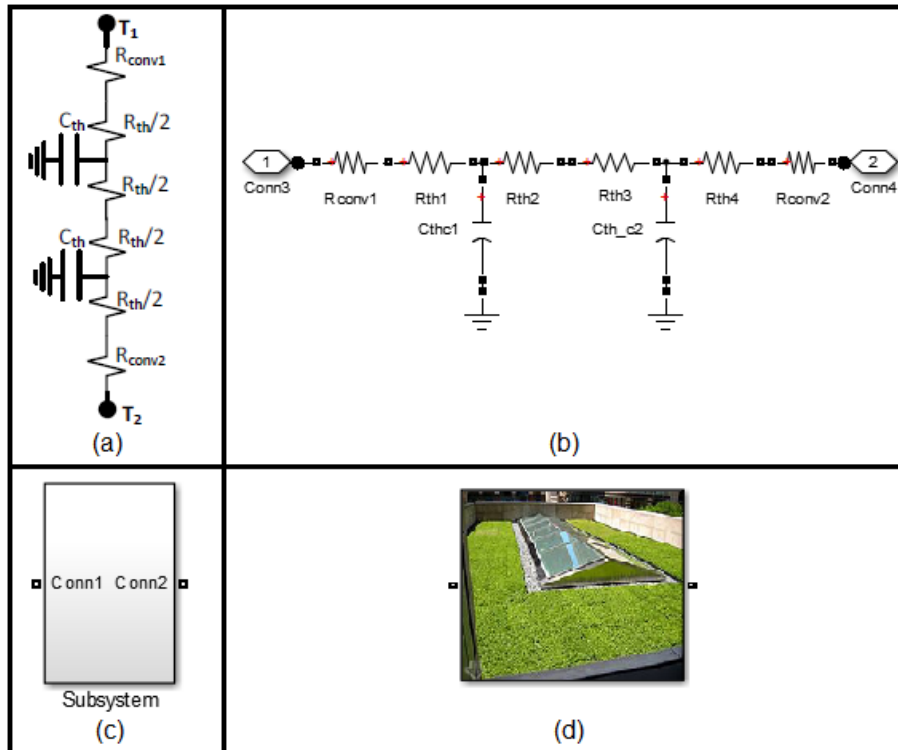 T1
Rconv1
Cth
Rth/2
Rth/2
Cth
Rth/2
Rth/2
Rconv2
T2
(a)
1
Conn3
Rconv1
Rth1
Rth2
Rth3
Rth4
Rconv2
2
Conn4
Cthc1
Cth_c2
(b)
Conn1 Conn2
Subsystem
(c)
(d)